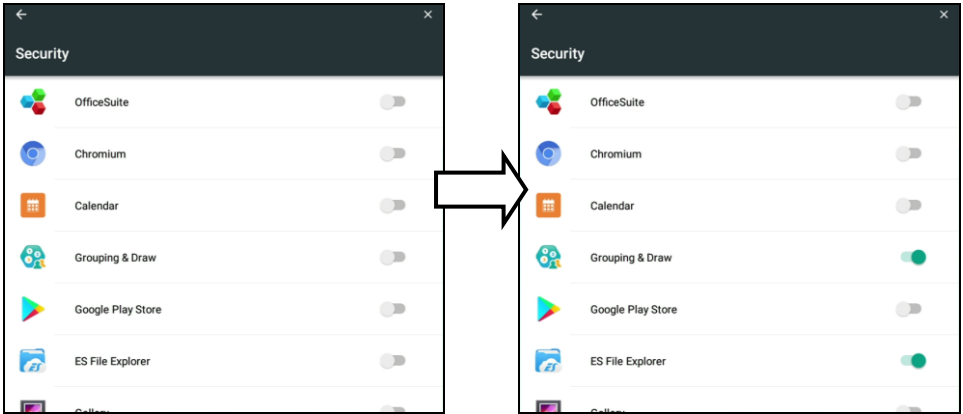 Security
OfficeSuite
Chromium
Calendar
Grouping & Draw
Google Play Store
ES File Explorer
Security
OfficeSuite
Chromium
Calendar
Grouping & Draw
Google Play Store
ES File Explorer